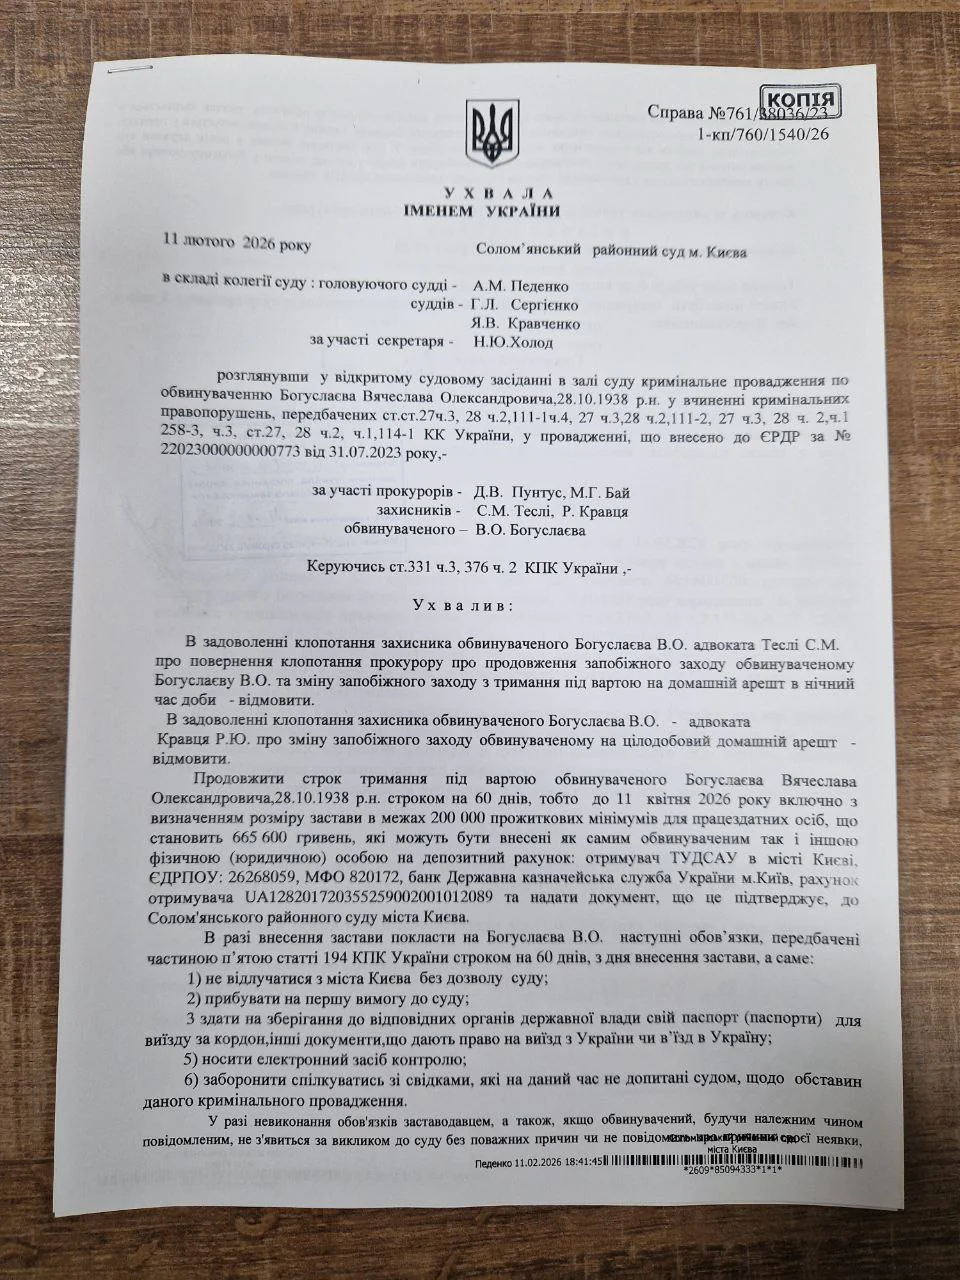 КОПІЯ
Справа №761/38036/23
1-кп/760/1540/26
У Х В А Л А
ІМЕНЕМ УКРАЇНИ
11 лютого 2026 року Солом’янський районний суд м. Києва
в складі колегії суду : головуючого судді - А.М. Педенко
суддів - Г.Л. Сергієнко
Я.В. Кравченко
за участі секретаря - Н.Ю.Холод
розглянувши у відкритому судовому засіданні в залі суду кримінальне провадження по
обвинуваченню Богуслаєва Вячеслава Олександровича,28.10.1938 р.н. у вчиненні кримінальних
правопорушень, передбачених ст.ст.27ч.3, 28 ч.2,111-1ч.4, 27 ч.3,28 ч.2,111-2, 27 ч.3, 28 ч. 2,ч.1
258-3, ч.3, ст.27, 28 ч.2, ч.1,114-1 КК України, у провадженні, що внесено до ЄРДР за №
22023000000000773 від 31.07.2023 року,-
за участі прокурорів - Д.В. Пунтус, М.Г. Бай
захисників - С.М. Теслі, Р. Кравця
обвинуваченого – В.О. Богуслаєва
Керуючись ст.331 ч.3, 376 ч. 2 КПК України ,-
У х в а л и в :
В задоволенні клопотання захисника обвинуваченого Богуслаєва В.О. адвоката Теслі С.М.
про повернення клопотання прокурору про продовження запобіжного заходу обвинуваченому
Богуслаєву В.О. та зміну запобіжного заходу з тримання під вартою на домашній арешт в нічний
час доби - відмовити.
В задоволенні клопотання захисника обвинуваченого Богуслаєва В.О. - адвоката
Кравця Р.Ю. про зміну запобіжного заходу обвинуваченому на цілодобовий домашній арешт -
відмовити.
Продовжити строк тримання під вартою обвинуваченого Богуслаєва Вячеслава
Олександровича,28.10.1938 р.н. строком на 60 днів, тобто до 11 квітня 2026 року включно з
визначенням розміру застави в межах 200 000 прожиткових мінімумів для працездатних осіб, що
становить 665 600 гривень, які можуть бути внесені як самим обвинуваченим так і іншою
фізичною (юридичною) особою на депозитний рахунок: отримувач ТУДСАУ в місті Києві,
ЄДРПОУ: 26268059, МФО 820172, банк Державна казначейська служба України м.Київ, рахунок
отримувача UA128201720355259002001012089 та надати документ, що це підтверджує, до
Солом'янського районного суду міста Києва.
В разі внесення застави покласти на Богуслаєва В.О. наступні обов’язки, передбачені
частиною п’ятою статті 194 КПК України строком на 60 днів, з дня внесення застави, а саме:
1) не відлучатися з міста Києва без дозволу суду;
2) прибувати на першу вимогу до суду;
3 здати на зберігання до відповідних органів державної влади свій паспорт (паспорти) для
виїзду за кордон,інші документи,що дають право на виїзд з України чи в’їзд в Україну;
5) носити електронний засіб контролю;
6) заборонити спілкуватись зі свідками, які на даний час не допитані судом, щодо обставин
даного кримінального провадження.
У разі невиконання обов'язків заставодавцем, а також, якщо обвинувачений, будучи належним чином
повідомленим, не з'явиться за викликом до суду без поважних причин чи не повідомить про причини своєї неявки,
міста Києва
Педенко 11.02.2026 18:41:45
*2609*85094333*1*1*